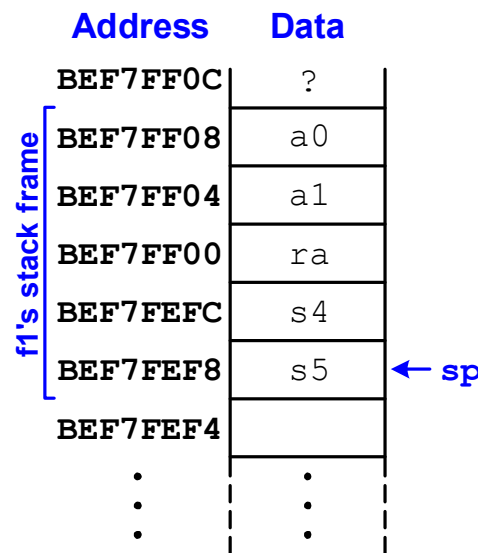 Address Data
BEF7FF0C ?
f1's stack frame
BEF7FF08 a0
BEF7FF04 a1
BEF7FF00 ra
BEF7FEFC s4
BEF7FEF8 s5 sp
BEF7FEF4